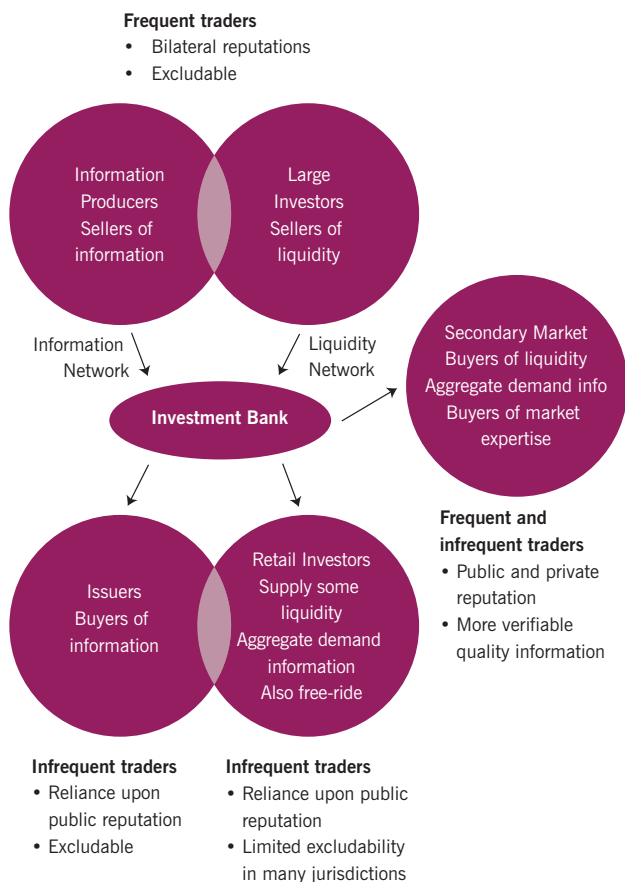 Frequent traders
• Bilateral reputations
• Excludable
Information
Producers
Sellers of
information
Large
Investors
Sellers of
liquidity
Information
Network
Liquidity
Network
Investment Bank
Secondary Market
Buyers of liquidity
Aggregate demand info
Buyers of market
expertise
Frequent and
infrequent traders
• Public and private
reputation
• More verifiable
quality information
Issuers
Buyers of
information
Retail Investors
Supply some
liquidity
Aggregate demand
information
Also free-ride
Infrequent traders
• Reliance upon
public reputation
• Excludable
Infrequent traders
• Reliance upon public
reputation
• Limited excludability
in many jurisdictions